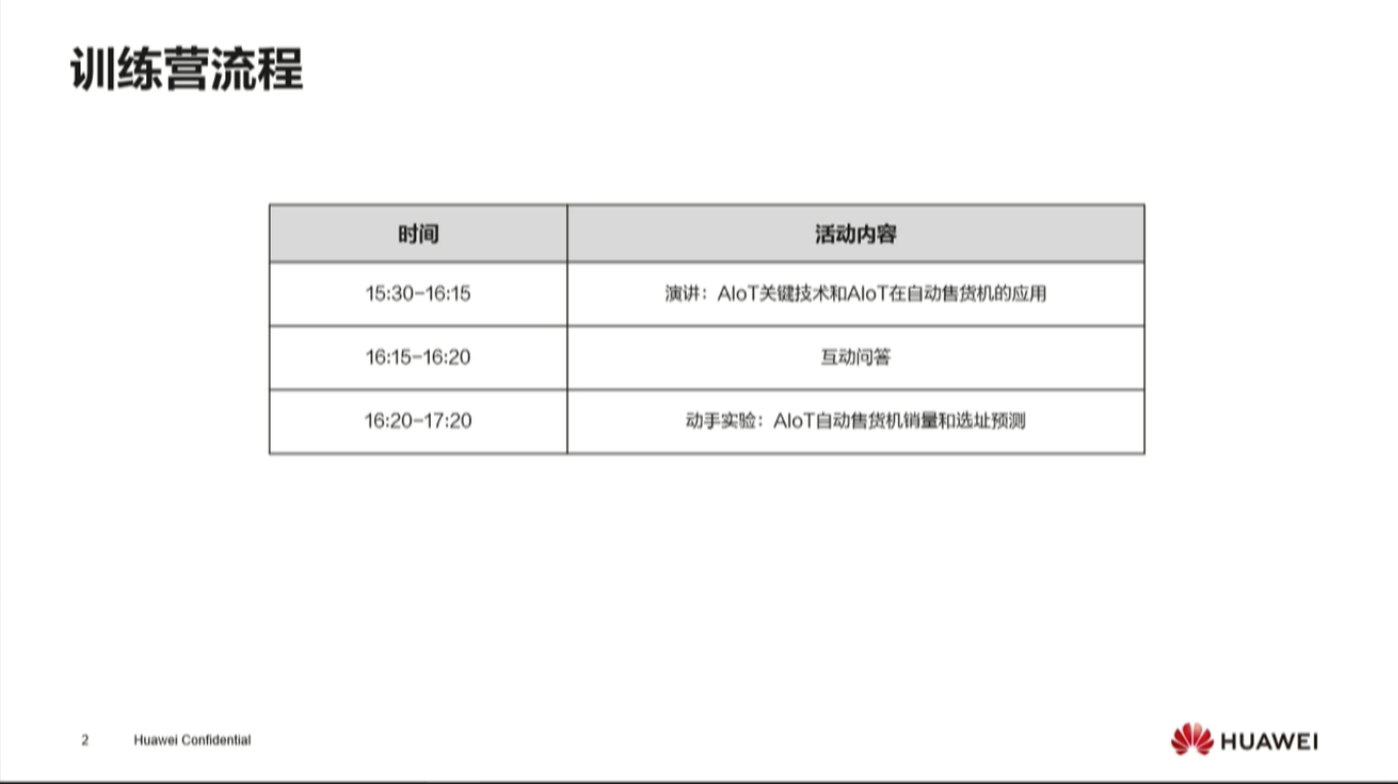 训练营流程
时间 活动内容
15:30-16:15 演讲：AIoT关键技术和AIoT在自动售货机的应用
16:15-16:20 互动问答
16:20-17:20 动手实验：AIoT自动售货机销量和选址预测
2 Huawei Confidential
HUAWEI